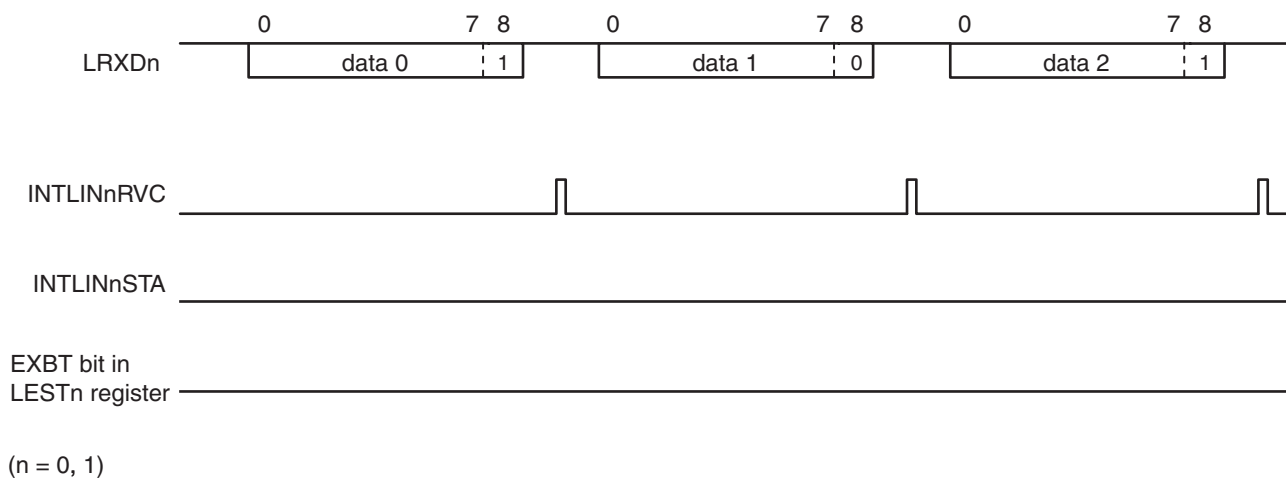 0 7 8 0 7 8 0 7 8
LRXDn data 0 1 data 1 0 data 2 1
INTLINnRVC
INTLINnSTA
EXBT bit in
LESTn register
(n = 0, 1)